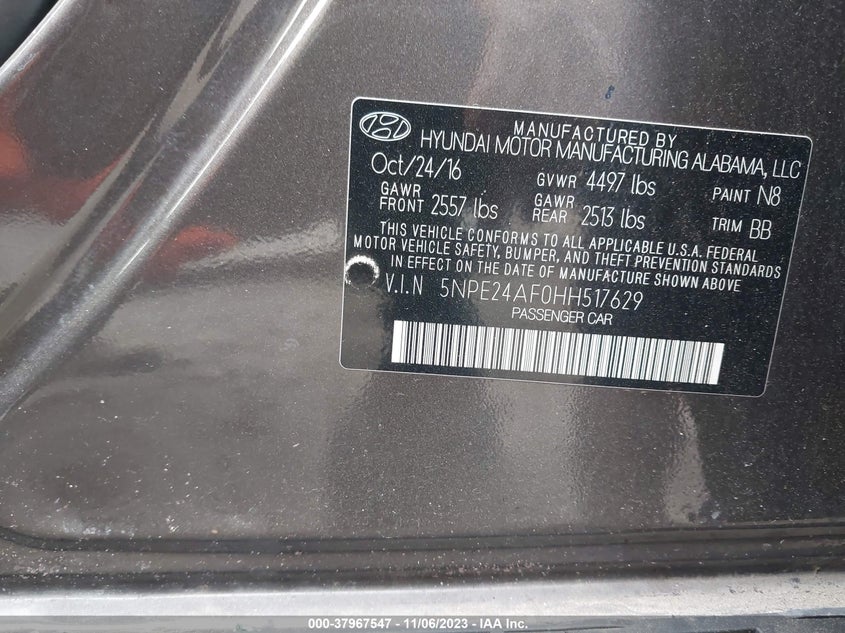 MANUFACTURED BY
HYUNDAI MOTOR MANUFACTURING ALABAMA, LLC
Oct/24/16 GVWR 4497 lbs PAINT N8
GAWR FRONT 2557 lbs GAWR REAR 2513 lbs TRIM BB
THIS VEHICLE CONFORMS TO ALL APPLICABLE U.S.A. FEDERAL
MOTOR VEHICLE SAFETY, BUMPER, AND THEFT PREVENTION STANDARDS
IN EFFECT ON THE DATE OF MANUFACTURE SHOWN ABOVE
V.I.N 5NPE24AF0HH517629
PASSENGER CAR
000-37967547 - 11/06/2023 - IAA Inc.